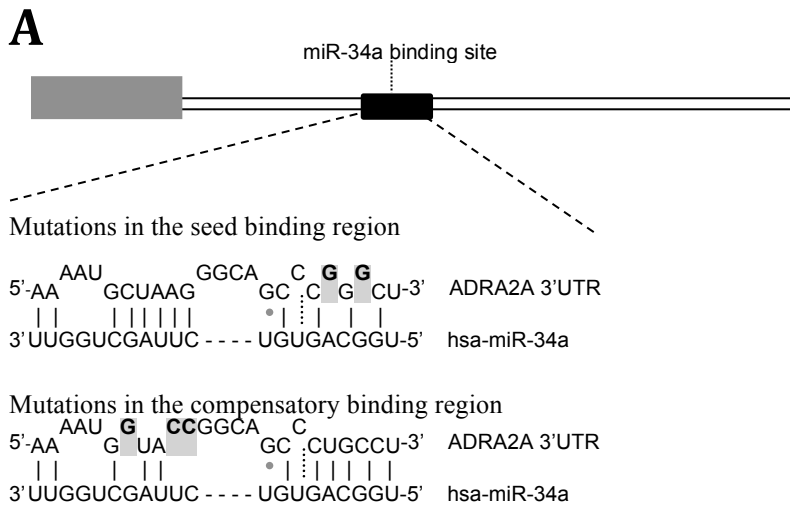 A
miR-34a binding site
Mutations in the seed binding region
AAU GGCA C G G
5'-AA GCUAAG GC C G CU-3' ADRA2A 3'UTR
3'UUGGUCGAUUC----UGUGACGGU-5' hsa-miR-34a
Mutations in the compensatory binding region
AAU G CCGGCA C
5'-AA G UA GC CUGCCU-3' ADRA2A 3'UTR
3'UUGGUCGAUUC----UGUGACGGU-5' hsa-miR-34a